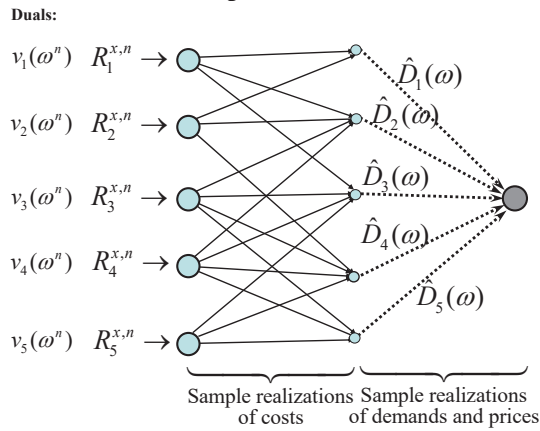 Duals:
v₁(ωⁿ) R₁ˣ,ⁿ →
D̂₁(ω)
v₂(ωⁿ) R₂ˣ,ⁿ →
D̂₂(ω)
v₃(ωⁿ) R₃ˣ,ⁿ →
D̂₃(ω)
v₄(ωⁿ) R₄ˣ,ⁿ →
D̂₄(ω)
v₅(ωⁿ) R₅ˣ,ⁿ →
D̂₅(ω)
Sample realizations
of costs
Sample realizations
of demands and prices